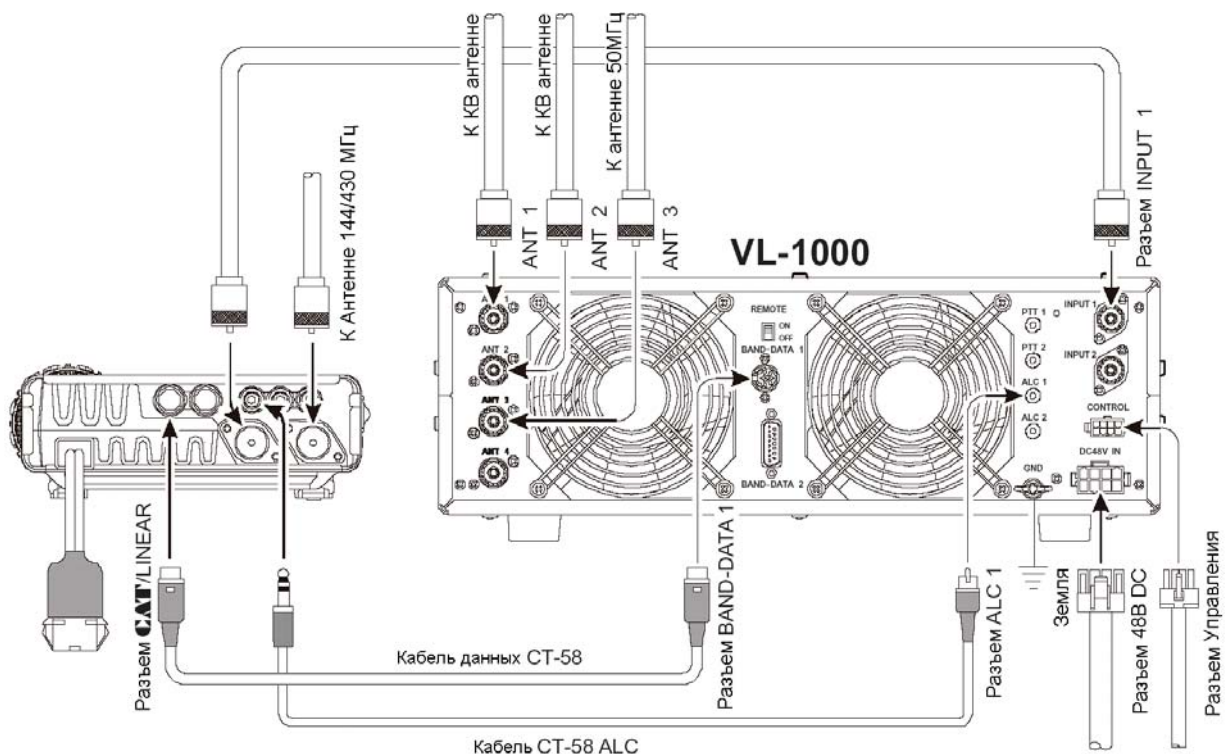 К КВ антенне
К КВ антенне
К антенне 50МГц
К Антенне 144/430 МГц
ANT 1
ANT 2
ANT 3
Разъем INPUT 1
VL-1000
ANT 2
ANT 3
ANT 4
REMOTE
ON
OFF
BAND-DATA 1
BAND-DATA 2
PTT 1
PTT 2
ALC 1
ALC 2
GND
INPUT 1
INPUT 2
CONTROL
DC48V IN
Разъем CAT/LINEAR
Разъем BAND-DATA 1
Разъем ALC 1
Земля
Разъем 48В DC
Разъем Управления
Кабель данных CT-58
Кабель CT-58 ALC